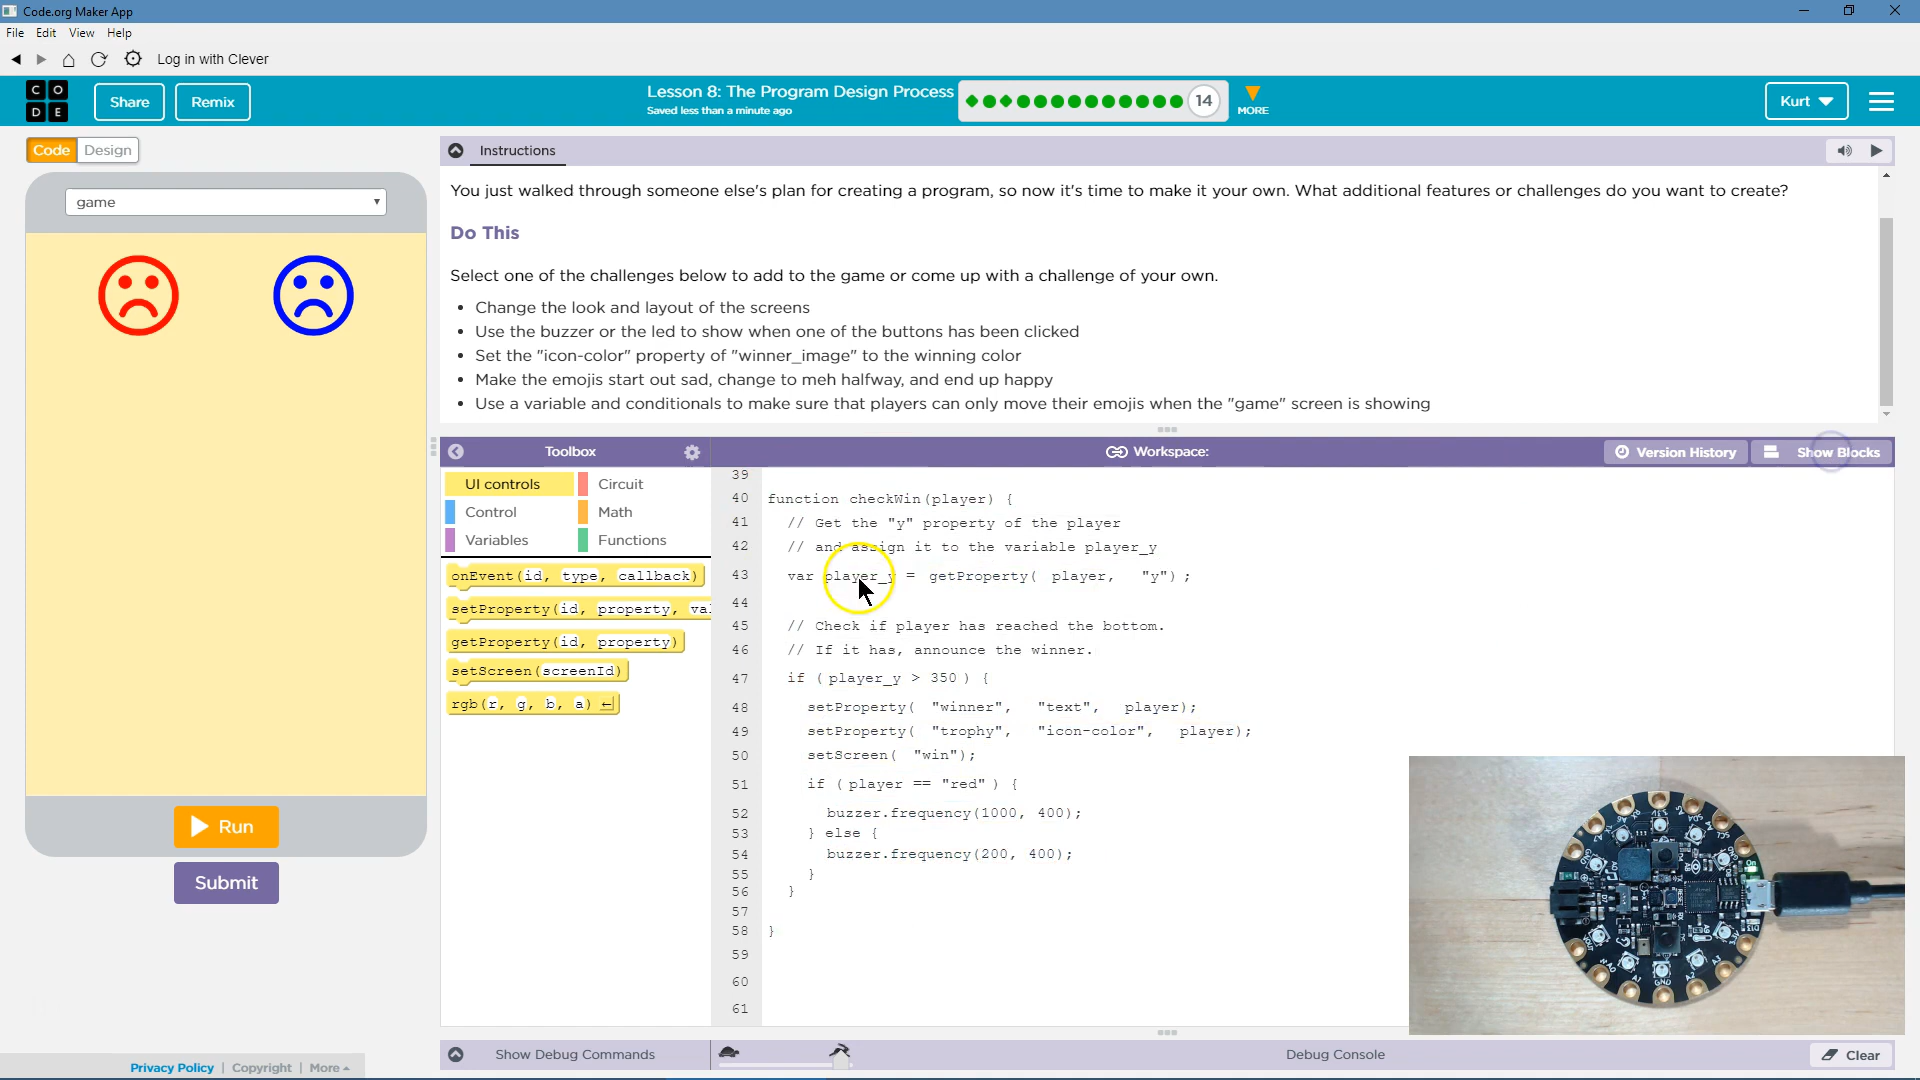 Code.org Maker App
File Edit View Help
Log in with Clever
C O
D E
Share
Remix
Lesson 8: The Program Design Process
Saved less than a minute ago
14
MORE
Kurt
Code
Design
game
Run
Submit
Instructions
You just walked through someone else's plan for creating a program, so now it's time to make it your own. What additional features or challenges do you want to create?
Do This
Select one of the challenges below to add to the game or come up with a challenge of your own.
• Change the look and layout of the screens
• Use the buzzer or the led to show when one of the buttons has been clicked
• Set the "icon-color" property of "winner_image" to the winning color
• Make the emojis start out sad, change to meh halfway, and end up happy
• Use a variable and conditionals to make sure that players can only move their emojis when the "game" screen is showing
Toolbox
Workspace:
Version History
Show Blocks
UI controls
Circuit
Control
Math
Variables
Functions
onEvent(id, type, callback)
setProperty(id, property, val
getProperty(id, property)
setScreen(screenId)
rgb(r, g, b, a)
39
40 function checkWin(player) {
41 // Get the "y" property of the player
42 // and assign it to the variable player_y
43 var player_y = getProperty( player, "y");
44
45 // Check if player has reached the bottom.
46 // If it has, announce the winner.
47 if (player_y > 350) {
48 setProperty( "winner", "text", player);
49 setProperty( "trophy", "icon-color", player);
50 setScreen( "win");
51 if (player == "red") {
52 buzzer.frequency(1000, 400);
53 } else {
54 buzzer.frequency(200, 400);
55 }
56 }
57
58 }
59
60
61
Show Debug Commands
Debug Console
Clear
Privacy Policy | Copyright | More